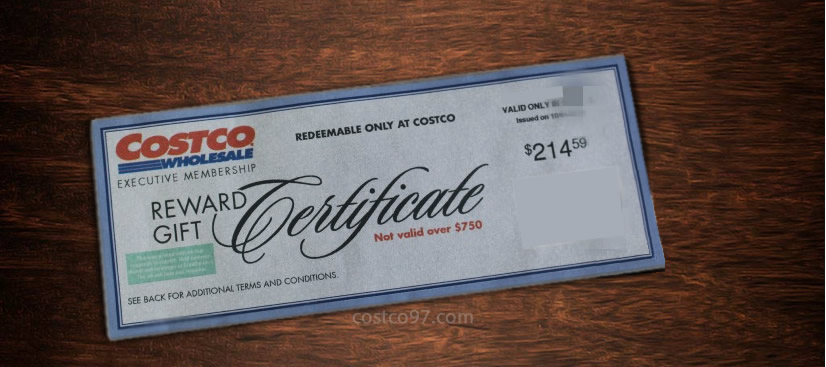 COSTCO
WHOLESALE
EXECUTIVE MEMBERSHIP
REDEEMABLE ONLY AT COSTCO
VALID ONLY
Issued on
$214.59
REWARD
GIFT
Certificate
Not valid over $750
SEE BACK FOR ADDITIONAL TERMS AND CONDITIONS.
costco97.com